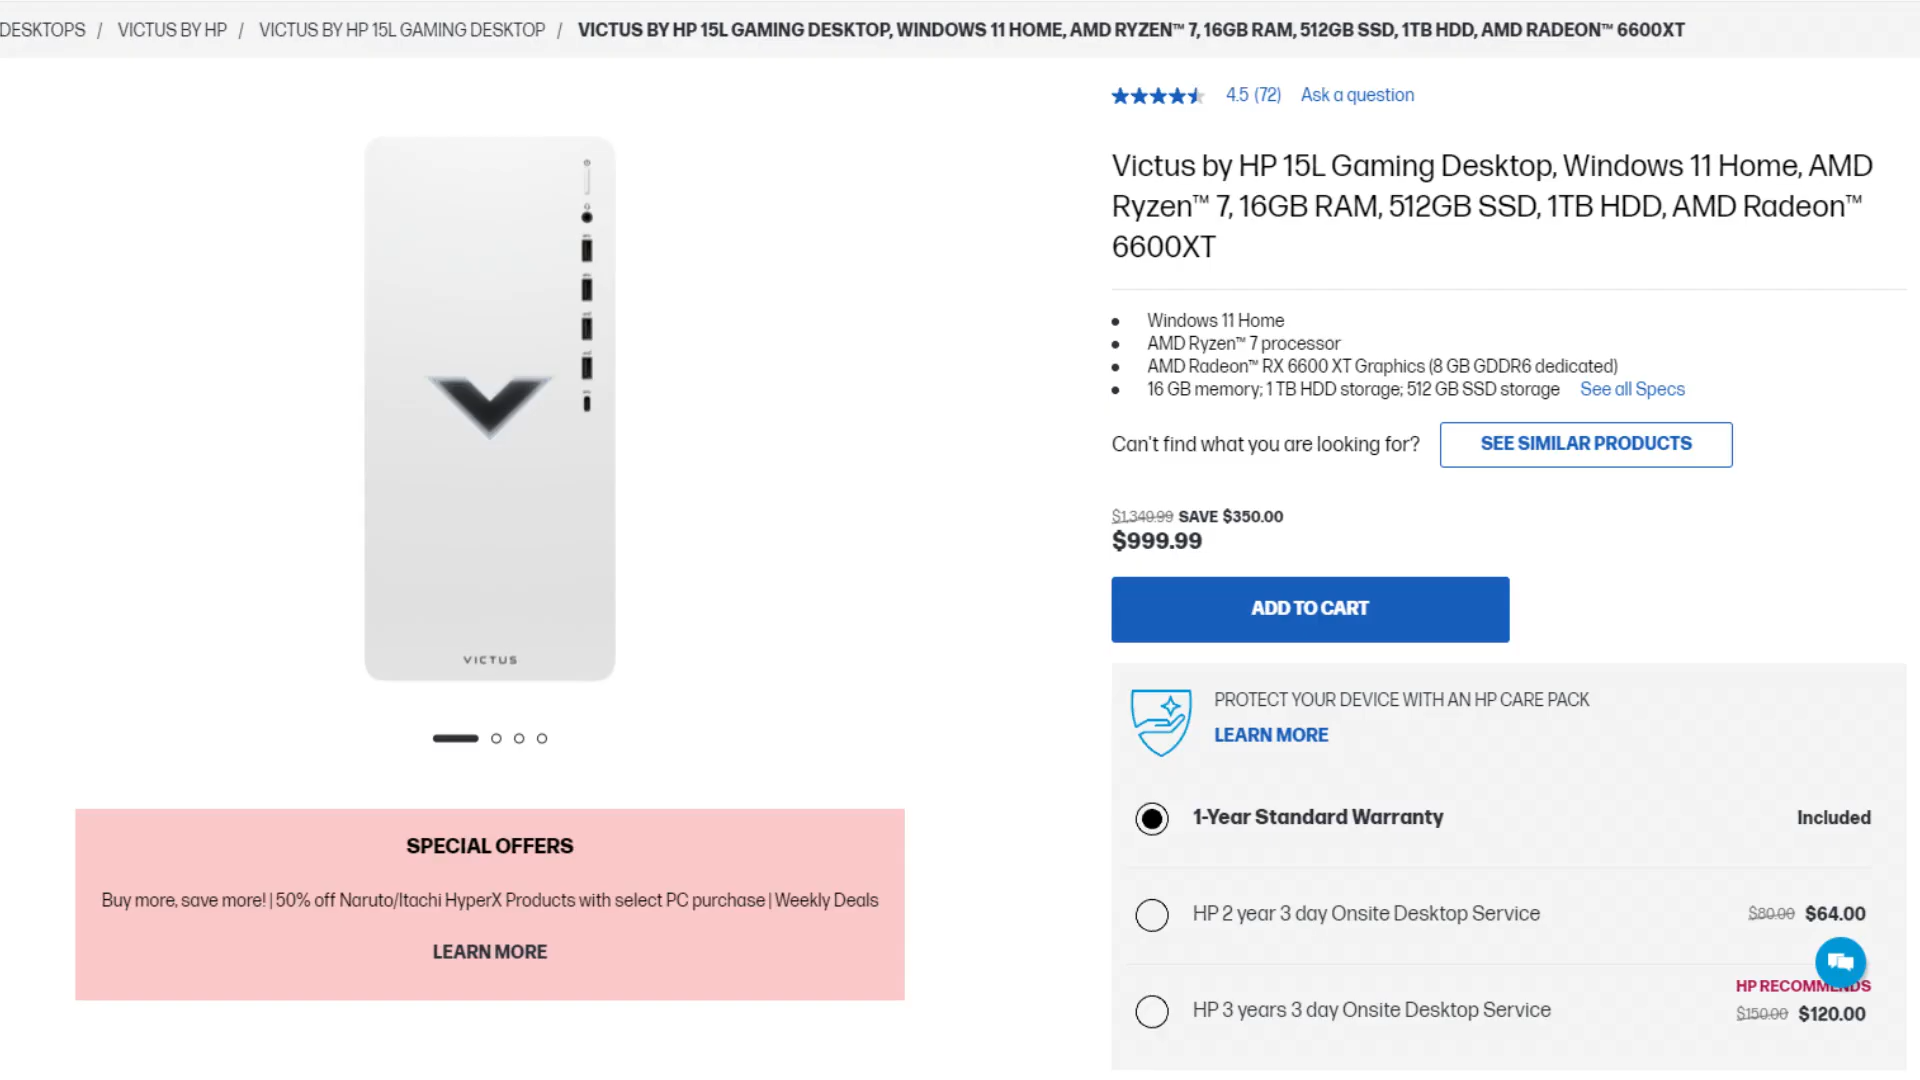 DESKTOPS / VICTUS BY HP / VICTUS BY HP 15L GAMING DESKTOP / VICTUS BY HP 15L GAMING DESKTOP, WINDOWS 11 HOME, AMD RYZEN™ 7, 16GB RAM, 512GB SSD, 1TB HDD, AMD RADEON™ 6600XT
4.5 (72) Ask a question
Victus by HP 15L Gaming Desktop, Windows 11 Home, AMD
Ryzen™ 7, 16GB RAM, 512GB SSD, 1TB HDD, AMD Radeon™
6600XT
Windows 11 Home
AMD Ryzen™ 7 processor
AMD Radeon™ RX 6600 XT Graphics (8 GB GDDR6 dedicated)
16 GB memory; 1 TB HDD storage; 512 GB SSD storage See all Specs
Can't find what you are looking for? SEE SIMILAR PRODUCTS
$1,349.99 SAVE $350.00
$999.99
ADD TO CART
VICTUS
PROTECT YOUR DEVICE WITH AN HP CARE PACK
LEARN MORE
1-Year Standard Warranty Included
HP 2 year 3 day Onsite Desktop Service $80.00 $64.00
HP RECOMMENDS
HP 3 years 3 day Onsite Desktop Service $150.00 $120.00
SPECIAL OFFERS
Buy more, save more! | 50% off Naruto/Itachi HyperX Products with select PC purchase | Weekly Deals
LEARN MORE